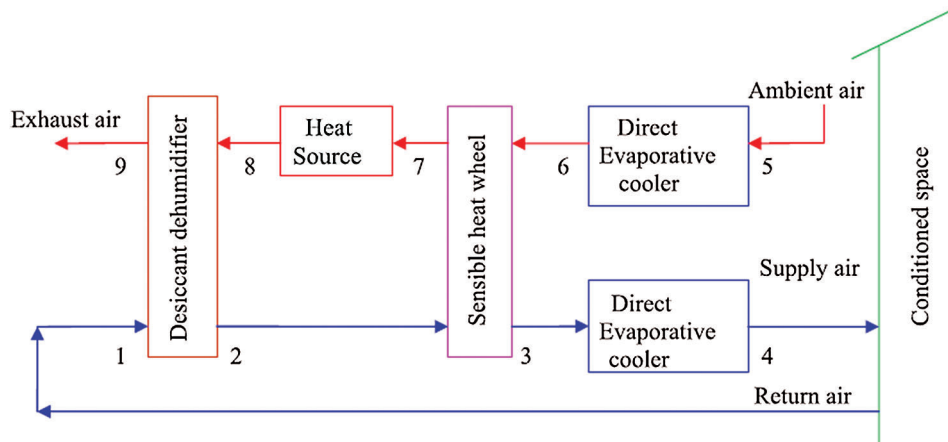 Ambient air
Exhaust air
Heat
Source
Direct
Evaporative
cooler
9
8
7
6
5
Desiccant dehumidifier
Sensible heat wheel
Conditioned space
Supply air
Direct
Evaporative
cooler
1
2
3
4
Return air